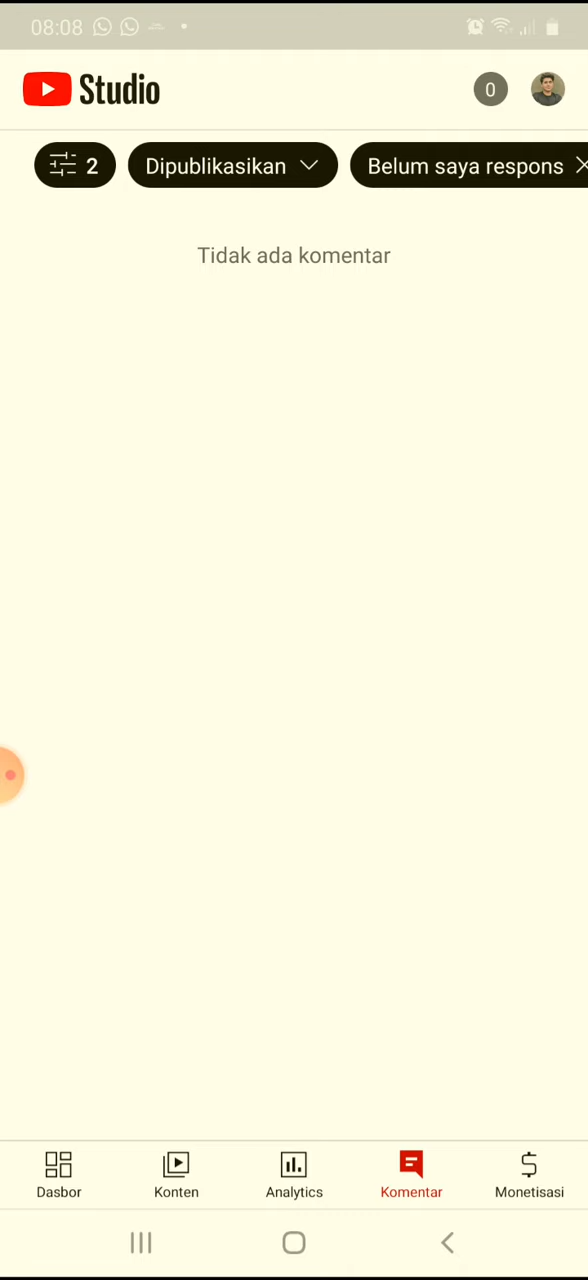 08:08
Studio
0
2
Dipublikasikan
Belum saya respons
Tidak ada komentar
Dasbor
Konten
Analytics
Komentar
Monetisasi